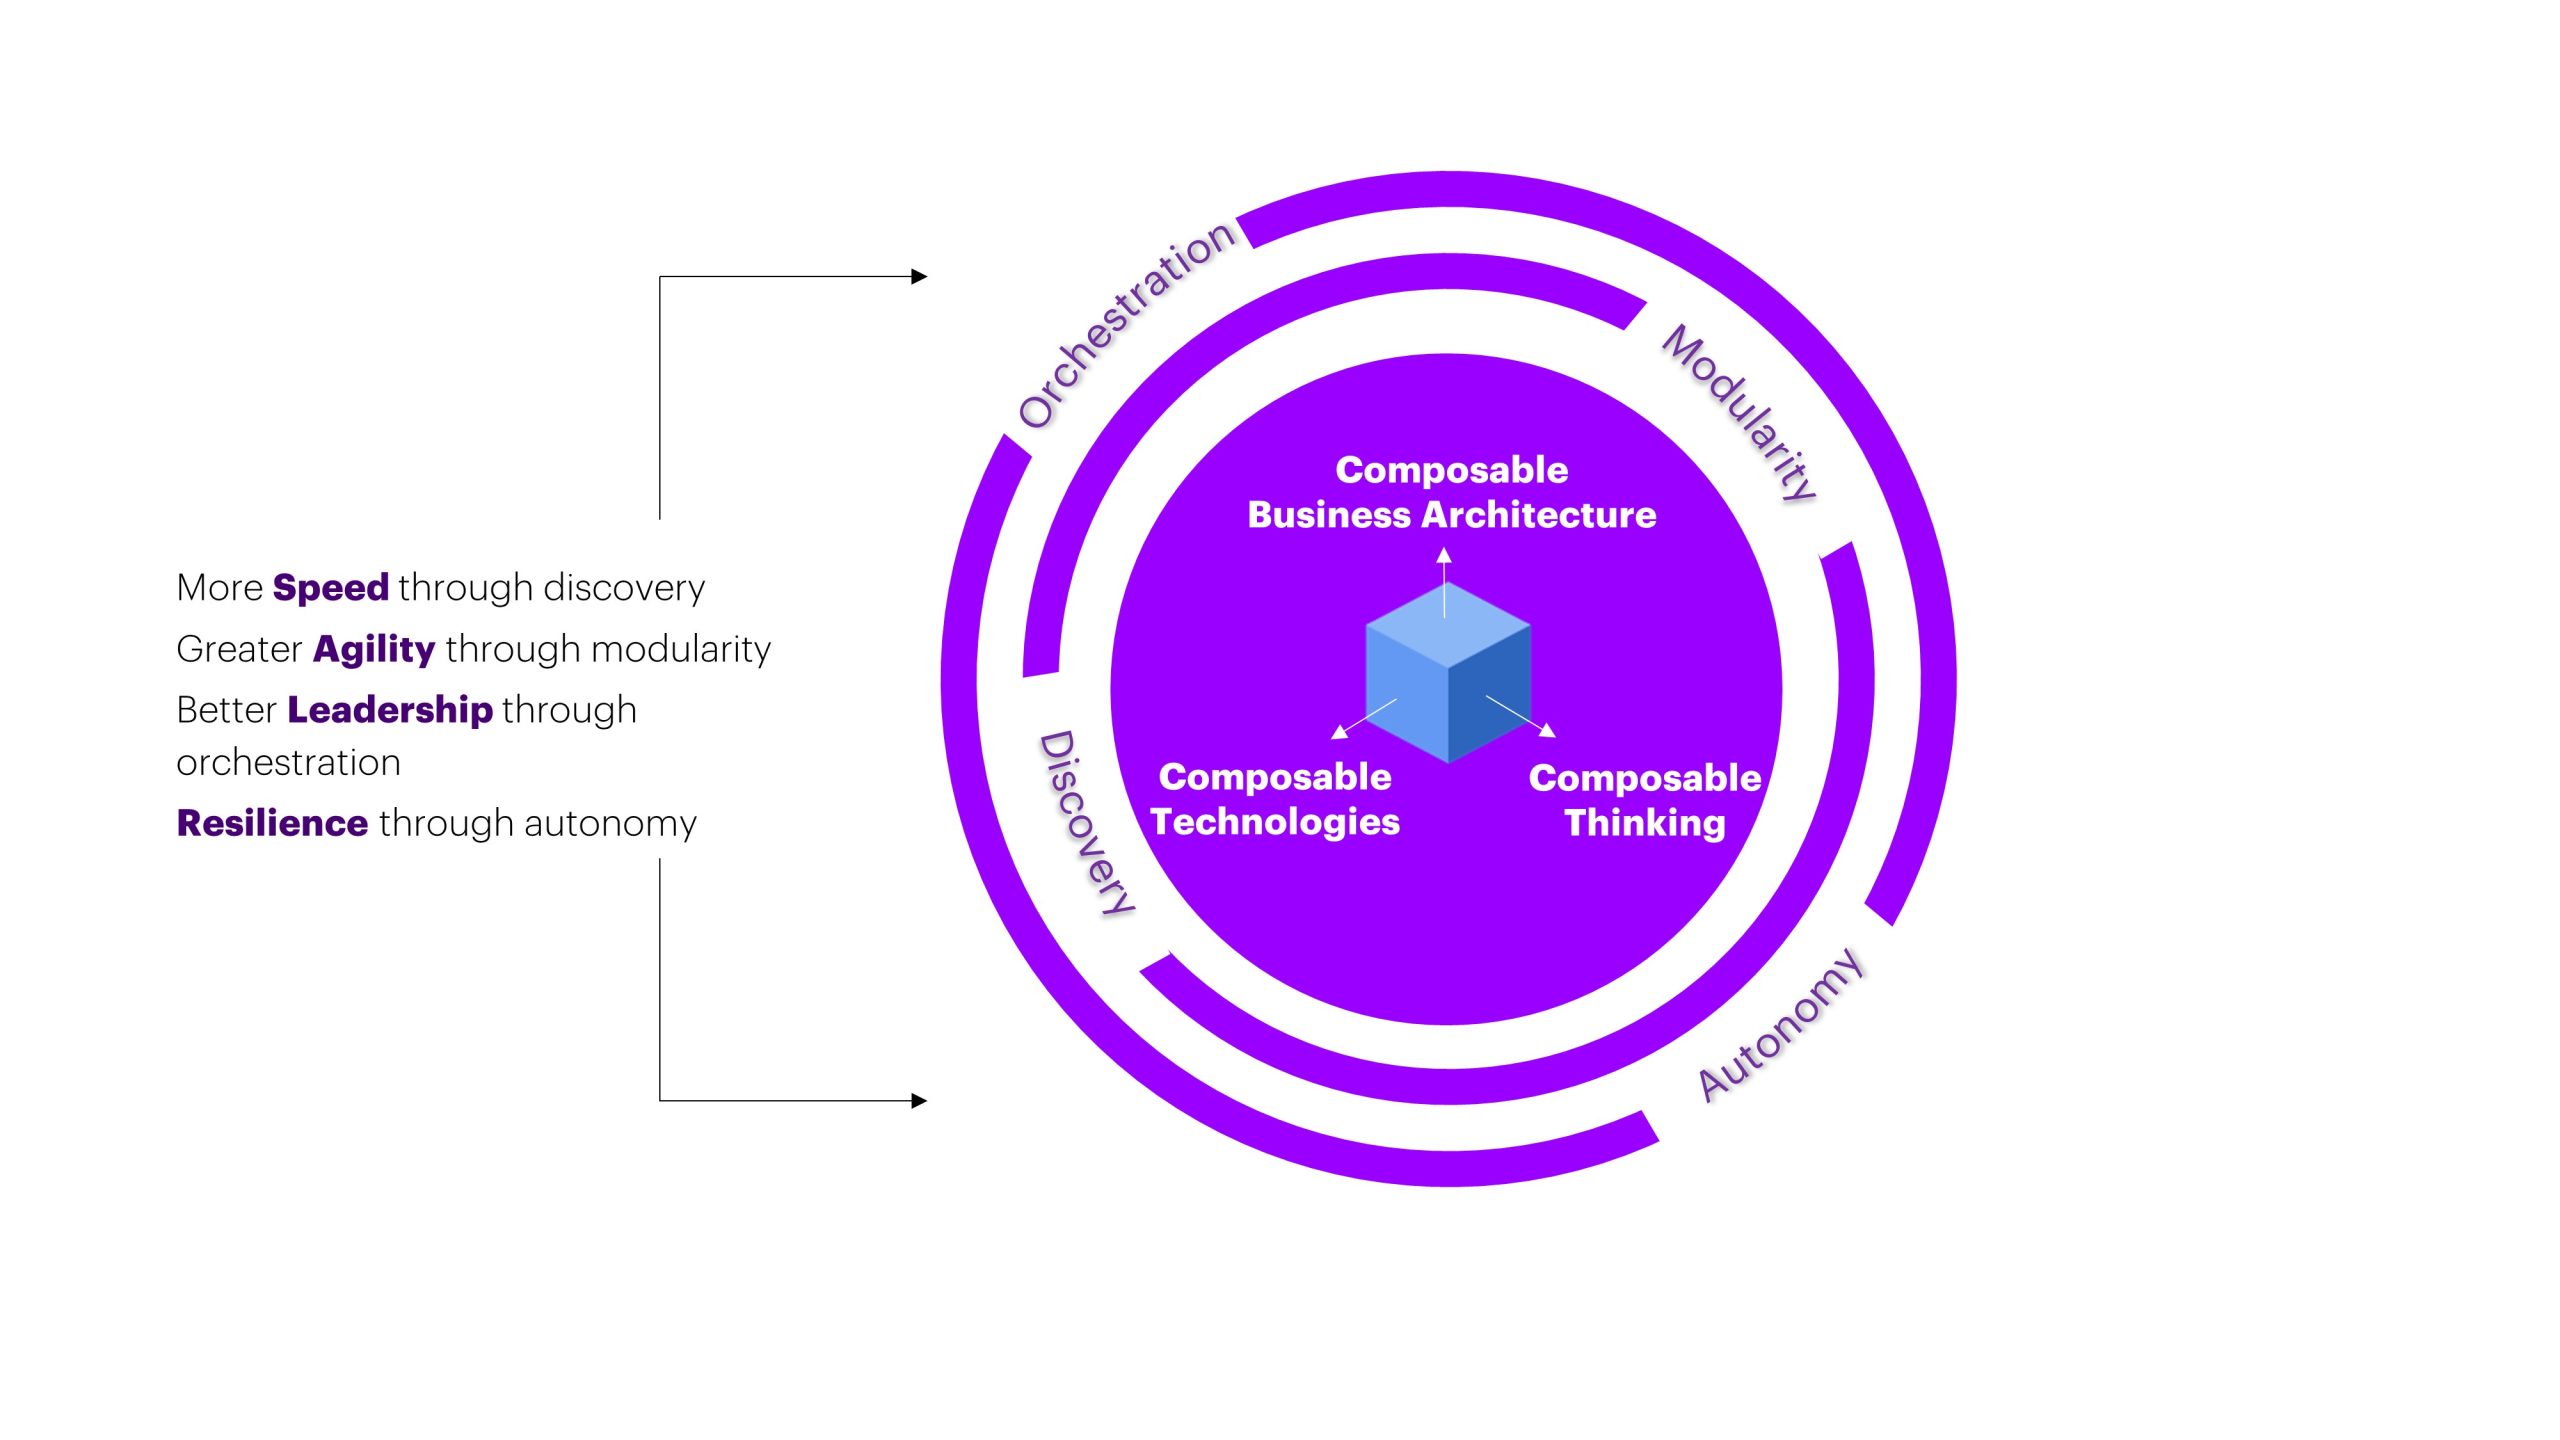 More Speed through discovery
Greater Agility through modularity
Better Leadership through
orchestration
Resilience through autonomy
Orchestration
Modularity
Composable
Business Architecture
Composable
Technologies
Composable
Thinking
Discovery
Autonomy